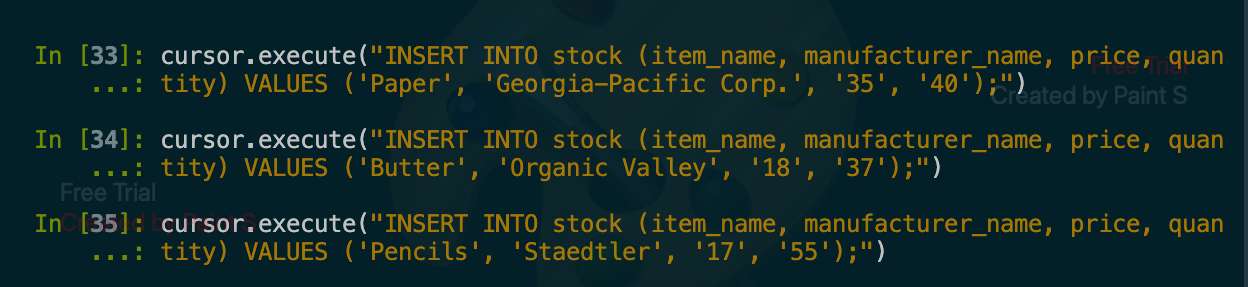 In [33]: cursor.execute("INSERT INTO stock (item_name, manufacturer_name, price, quan
...: tity) VALUES ('Paper', 'Georgia-Pacific Corp.', '35', '40');")
Free Trial
Created by Paint S
In [34]: cursor.execute("INSERT INTO stock (item_name, manufacturer_name, price, quan
...: tity) VALUES ('Butter', 'Organic Valley', '18', '37');")
Free Trial
Created by Paint S
In [35]: cursor.execute("INSERT INTO stock (item_name, manufacturer_name, price, quan
...: tity) VALUES ('Pencils', 'Staedtler', '17', '55');")